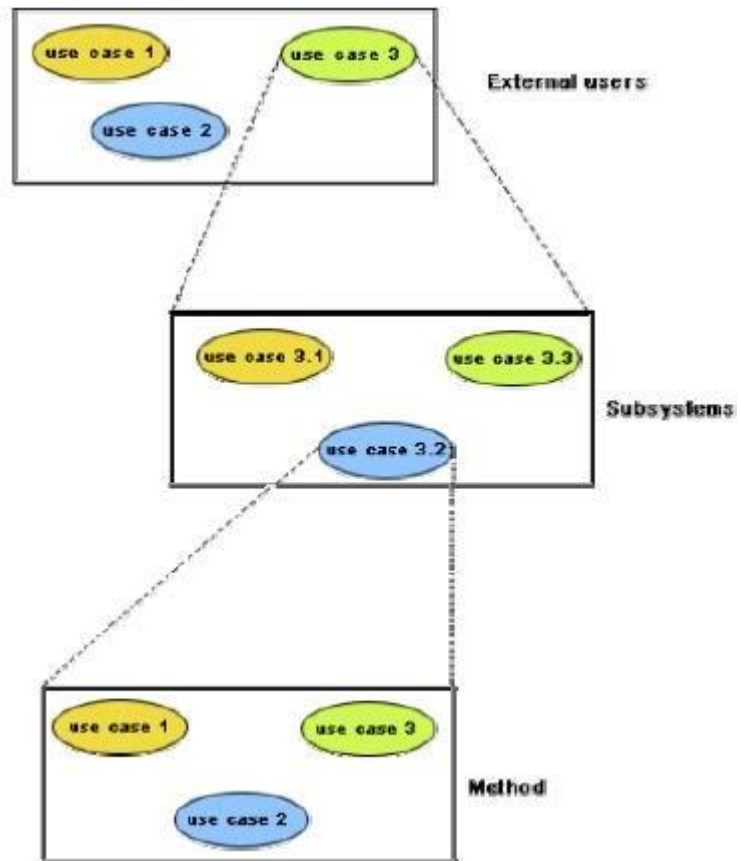 use case 1
use case 3
External users
use case 2
use case 3.1
use case 3.3
Subsystems
use case 3.2
use case 1
use case 3
Method
use case 2